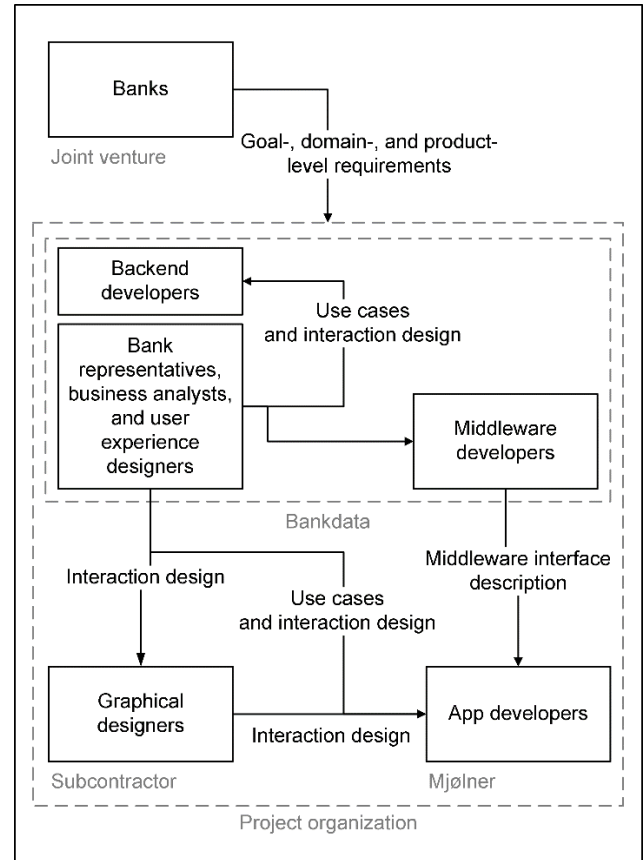 Banks
Joint venture
Goal-, domain-, and product-
level requirements
Backend
developers
Use cases
and interaction design
Bank
representatives,
business analysts,
and user
experience
designers
Middleware
developers
Bankdata
Interaction design
Use cases
and interaction design
Middleware interface
description
Graphical
designers
Interaction design
App developers
Subcontractor
Mjølner
Project organization